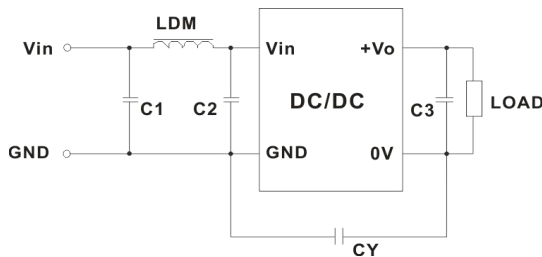 LDM
Vin
Vin
+Vo
C1
C2
DC/DC
C3
LOAD
GND
GND
0V
CY